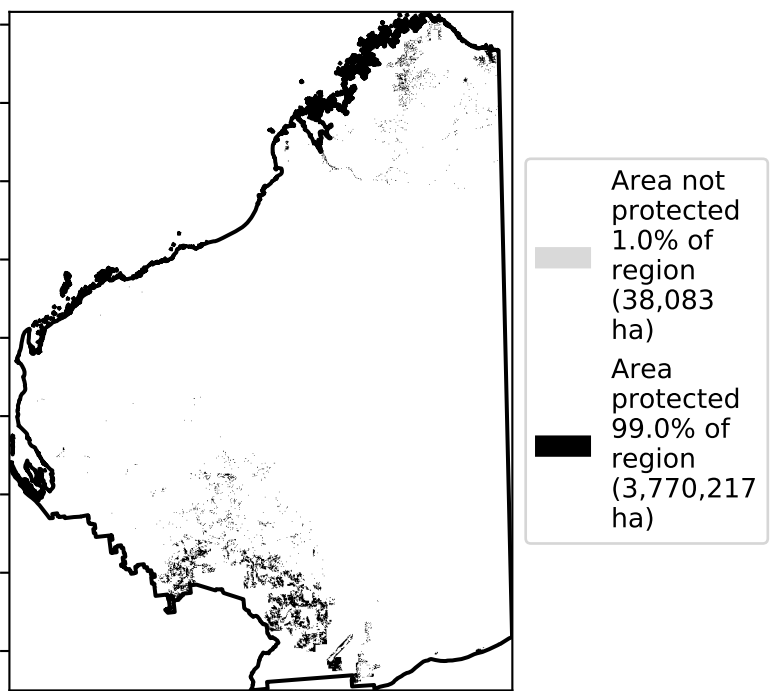 Area not
protected
1.0% of
region
(38,083
ha)
Area
protected
99.0% of
region
(3,770,217
ha)